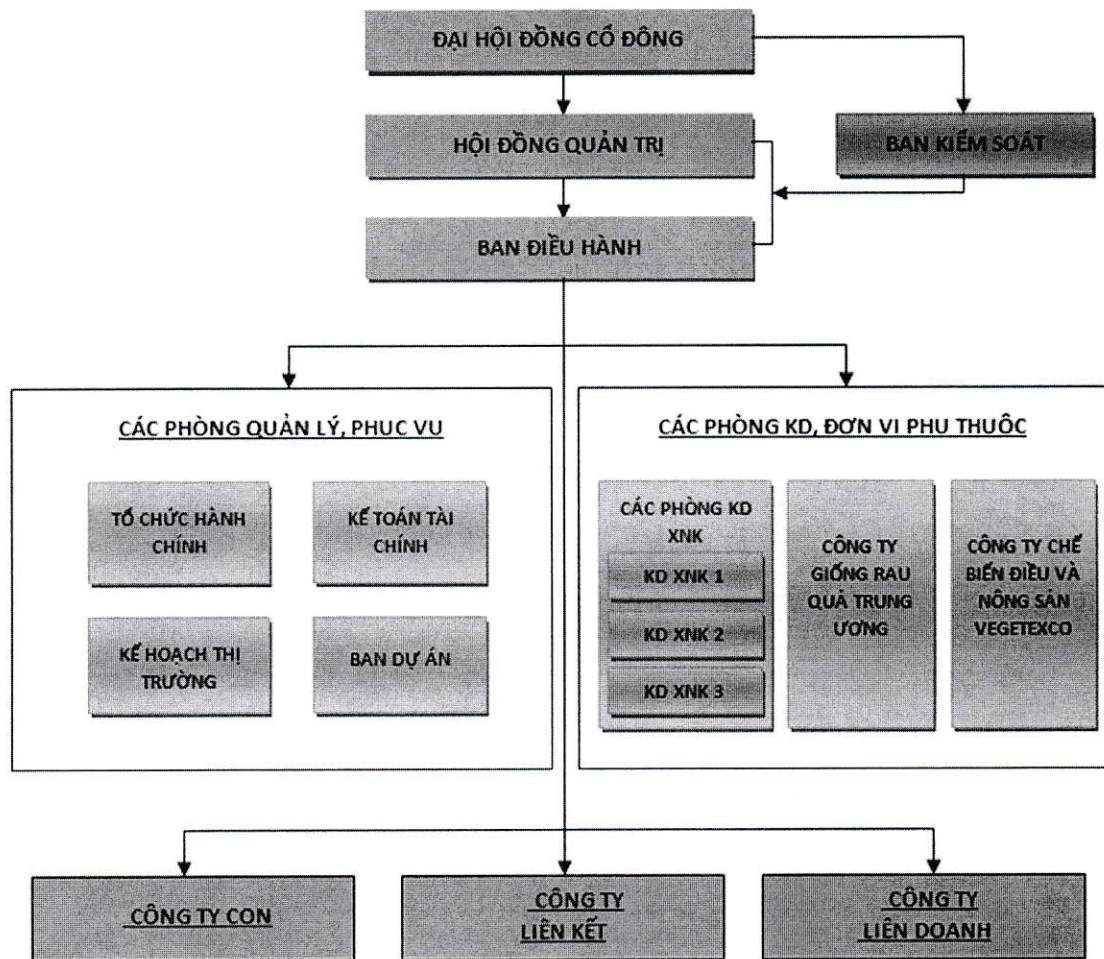 ĐẠI HỘI ĐỒNG CỔ ĐÔNG
HỘI ĐỒNG QUẢN TRỊ
BAN KIỂM SOÁT
BAN ĐIỀU HÀNH
CÁC PHÒNG QUẢN LÝ, PHỤC VỤ
TỔ CHỨC HÀNH
CHÍNH
KẾ TOÁN TÀI
CHÍNH
KẾ HOẠCH THỊ
TRƯỜNG
BAN DỰ ÁN
CÁC PHÒNG KD, ĐƠN VỊ PHỤ THUỘC
CÁC PHÒNG KD
XNK
KD XNK 1
KD XNK 2
KD XNK 3
CÔNG TY
GIỐNG RAU
QUẢ TRUNG
ƯƠNG
CÔNG TY CHẾ
BIẾN ĐIỀU VÀ
NÔNG SẢN
VEGETEXCO
CÔNG TY CON
CÔNG TY
LIÊN KẾT
CÔNG TY
LIÊN DOANH